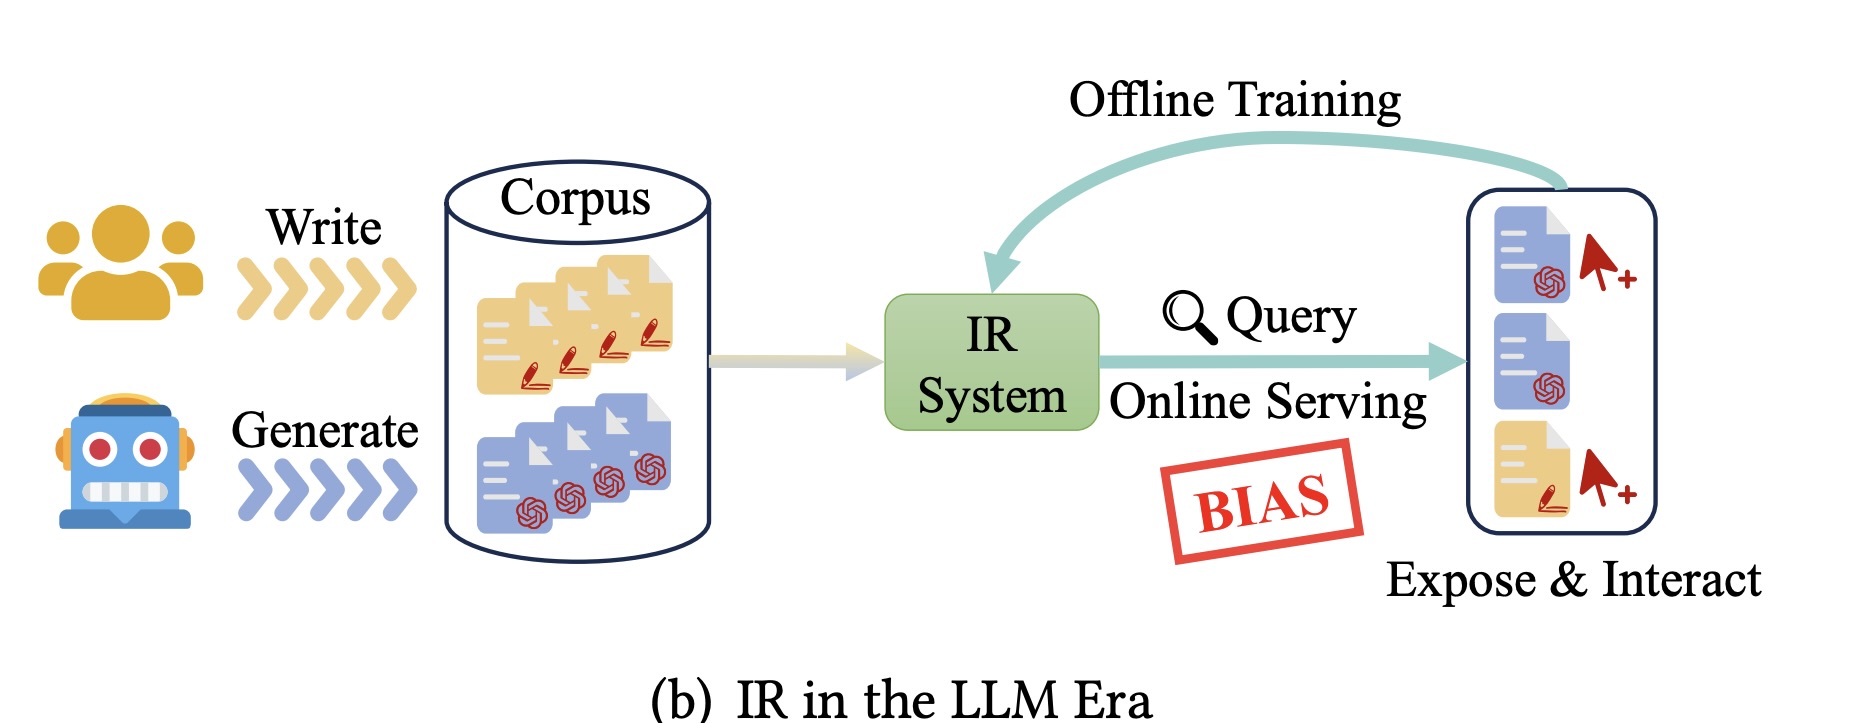 Offline Training
Write
Corpus
Generate
IR
System
Query
Online Serving
BIAS
Expose & Interact
(b) IR in the LLM Era